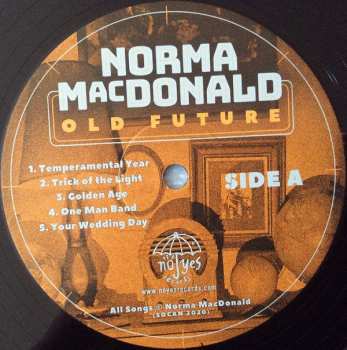 NORMA
MACDONALD
OLD FUTURE
1. Temperamental Year
2. Trick of the Light
3. Golden Age
4. One Man Band
5. Your Wedding Day
SIDE A
noyes
www.noyesrecords.com
All Songs © Norma MacDonald
(SOCAN 2020)